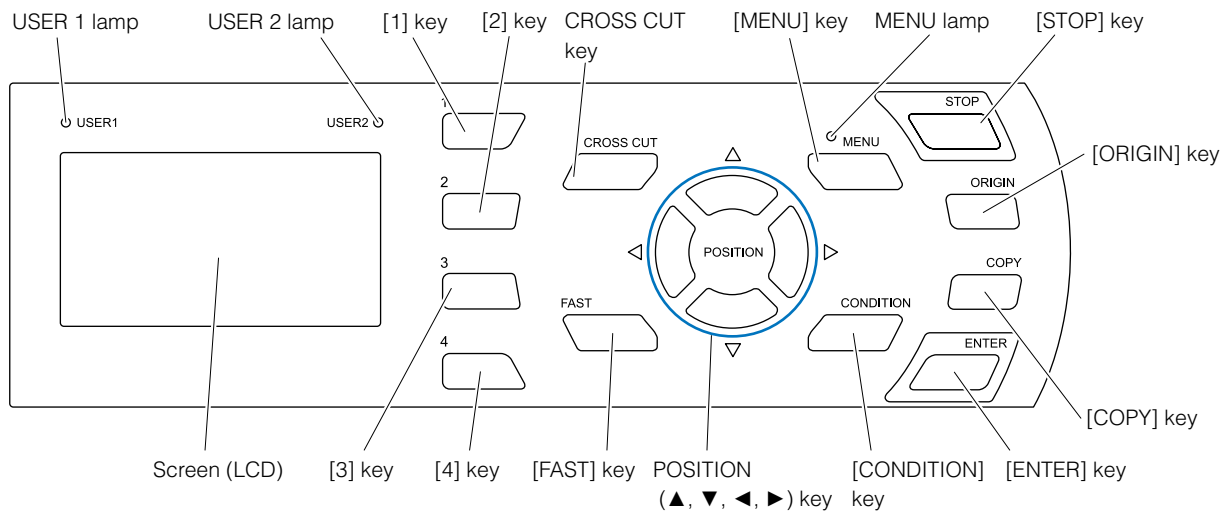 USER 1 lamp
USER 2 lamp
[1] key
[2] key
CROSS CUT
key
[MENU] key
MENU lamp
[STOP] key
USER1
USER2
1
STOP
CROSS CUT
MENU
[ORIGIN] key
2
ORIGIN
POSITION
3
COPY
FAST
CONDITION
4
ENTER
[COPY] key
Screen (LCD)
[3] key
[4] key
[FAST] key
POSITION
(▲, ▼, ◄, ►) key
[CONDITION]
key
[ENTER] key